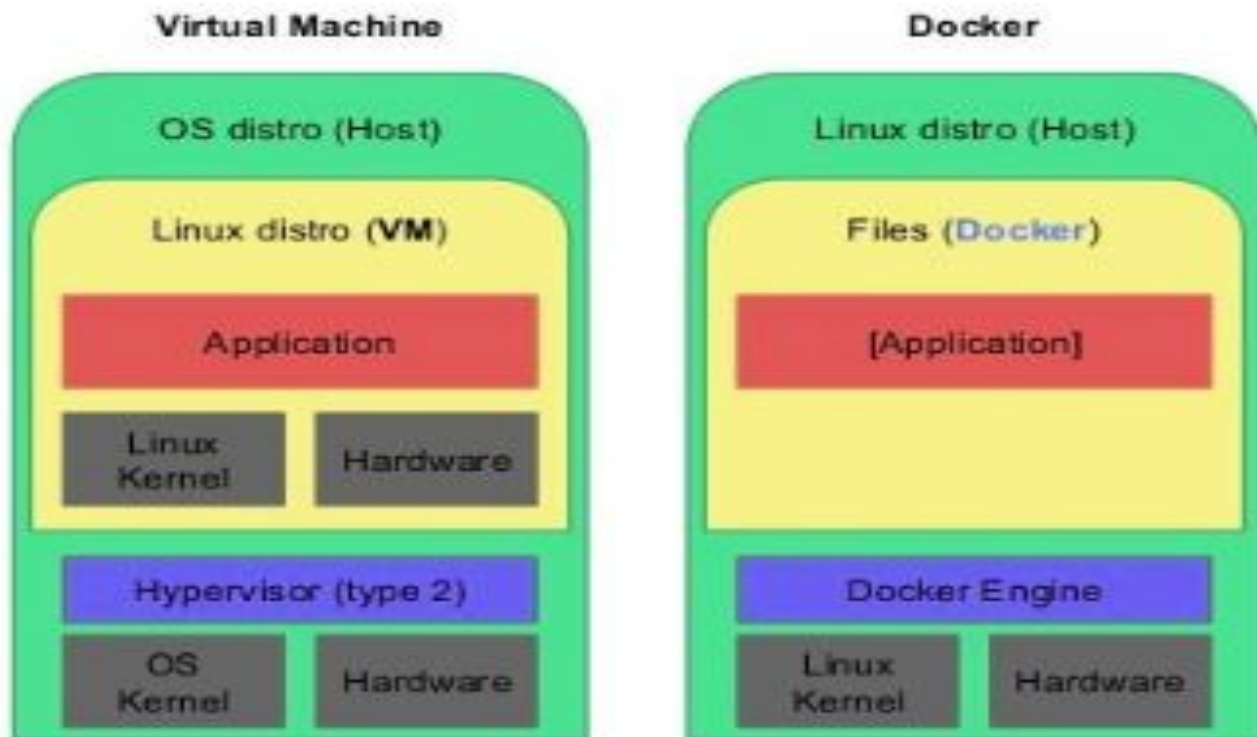 Virtual Machine
OS distro (Host)
Linux distro (VM)
Application
Linux
Kernel
Hardware
Hypervisor (type 2)
OS
Kernel
Hardware
Docker
Linux distro (Host)
Files (Docker)
[Application]
Docker Engine
Linux
Kernel
Hardware